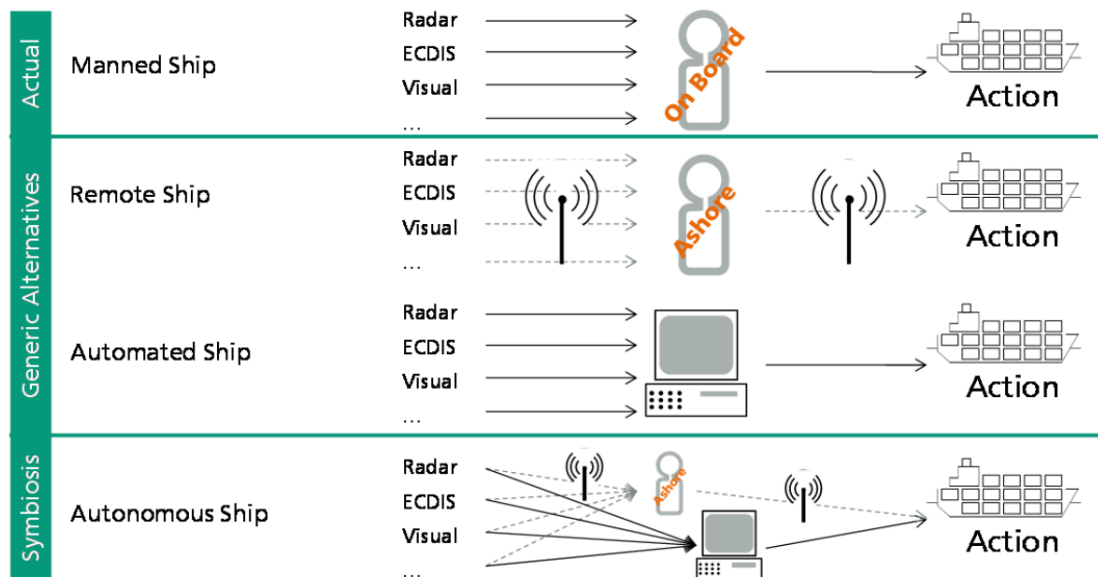 Actual
Manned Ship
Radar
ECDIS
Visual
...
On Board
Action
Generic Alternatives
Remote Ship
Radar
ECDIS
Visual
...
Ashore
Action
Automated Ship
Radar
ECDIS
Visual
...
Action
Symbiosis
Autonomous Ship
Radar
ECDIS
Visual
...
Ashore
Action